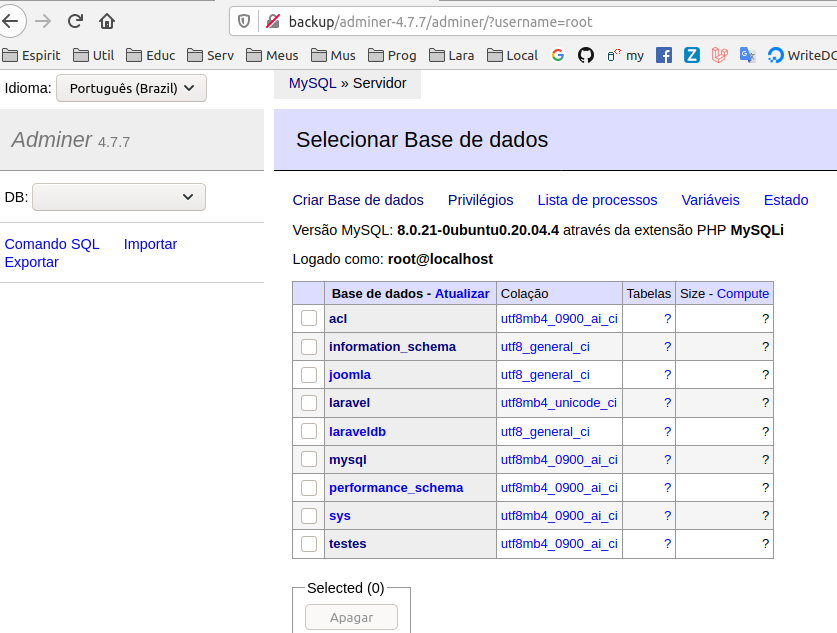 backup/adminer-4.7.7/adminer/?username=root
Espirit Util Educ Serv Meus Mus Prog Lara Local my WriteDO
Idioma: Português (Brazil)
MySQL » Servidor
Adminer 4.7.7
Selecionar Base de dados
DB:
Comando SQL Importar
Exportar
Criar Base de dados Privilégios Lista de processos Variáveis Estado
Versão MySQL: 8.0.21-0ubuntu0.20.04.4 através da extensão PHP MySQLi
Logado como: root@localhost
Base de dados - Atualizar Colação Tabelas Size - Compute
acl utf8mb4_0900_ai_ci ? ?
information_schema utf8_general_ci ? ?
joomla utf8_general_ci ? ?
laravel utf8mb4_unicode_ci ? ?
laraveldb utf8_general_ci ? ?
mysql utf8mb4_0900_ai_ci ? ?
performance_schema utf8mb4_0900_ai_ci ? ?
sys utf8mb4_0900_ai_ci ? ?
testes utf8mb4_0900_ai_ci ? ?
Selected (0)
Apagar